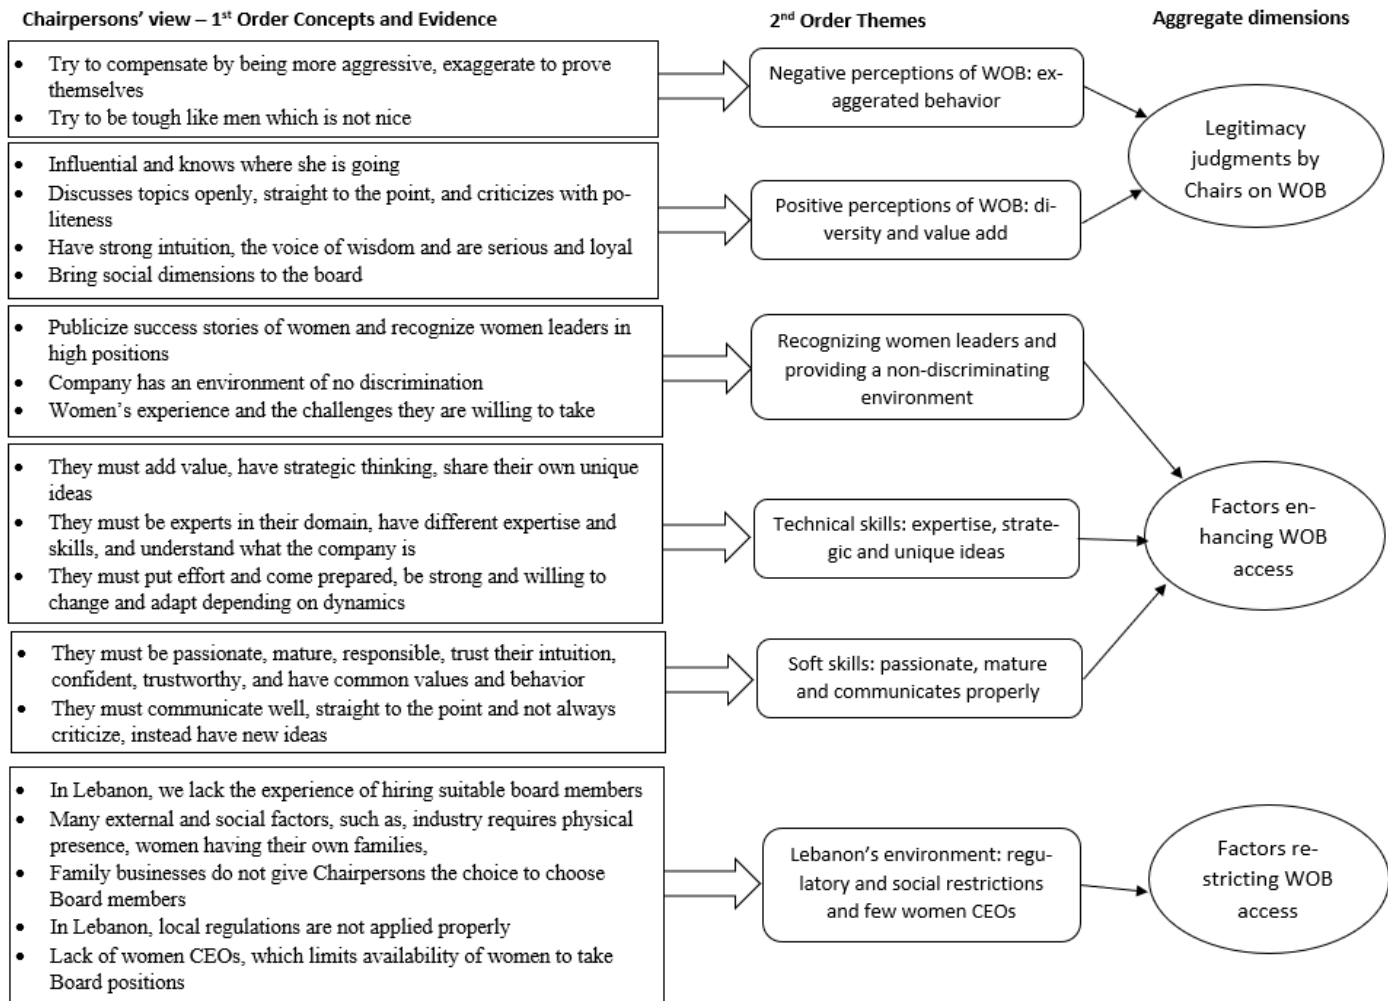 Chairpersons' view – 1st Order Concepts and Evidence
2nd Order Themes
Aggregate dimensions
• Try to compensate by being more aggressive, exaggerate to prove
themselves
• Try to be tough like men which is not nice
Negative perceptions of WOB: ex-
aggerated behavior
Legitimacy
judgments by
Chairs on WOB
• Influential and knows where she is going
• Discusses topics openly, straight to the point, and criticizes with po-
liteness
• Have strong intuition, the voice of wisdom and are serious and loyal
• Bring social dimensions to the board
Positive perceptions of WOB: di-
versity and value add
• Publicize success stories of women and recognize women leaders in
high positions
• Company has an environment of no discrimination
• Women's experience and the challenges they are willing to take
Recognizing women leaders and
providing a non-discriminating
environment
• They must add value, have strategic thinking, share their own unique
ideas
• They must be experts in their domain, have different expertise and
skills, and understand what the company is
• They must put effort and come prepared, be strong and willing to
change and adapt depending on dynamics
Technical skills: expertise, strate-
gic and unique ideas
Factors en-
hancing WOB
access
• They must be passionate, mature, responsible, trust their intuition,
confident, trustworthy, and have common values and behavior
• They must communicate well, straight to the point and not always
criticize, instead have new ideas
Soft skills: passionate, mature
and communicates properly
• In Lebanon, we lack the experience of hiring suitable board members
• Many external and social factors, such as, industry requires physical
presence, women having their own families,
• Family businesses do not give Chairpersons the choice to choose
Board members
• In Lebanon, local regulations are not applied properly
• Lack of women CEOs, which limits availability of women to take
Board positions
Lebanon's environment: regu-
latory and social restrictions
and few women CEOs
Factors re-
stricting WOB
access